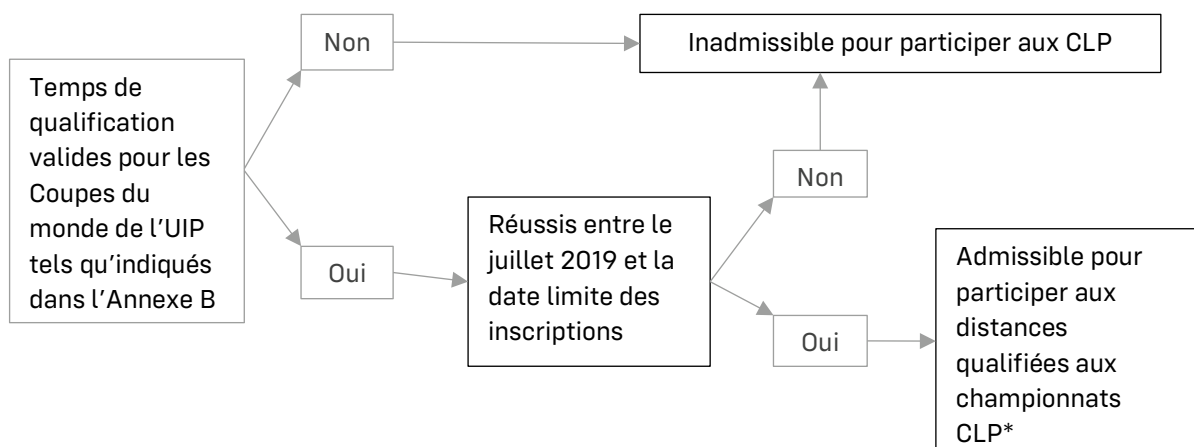 Non
Inadmissible pour participer aux CLP
Temps de
qualification
valides pour les
Coupes du
monde de l'UIP
tels qu'indiqués
dans l'Annexe B
Non
Réussis entre le
juillet 2019 et la
date limite des
inscriptions
Oui
Admissible pour
participer aux
distances
qualifiées aux
championnats
CLP*
Oui